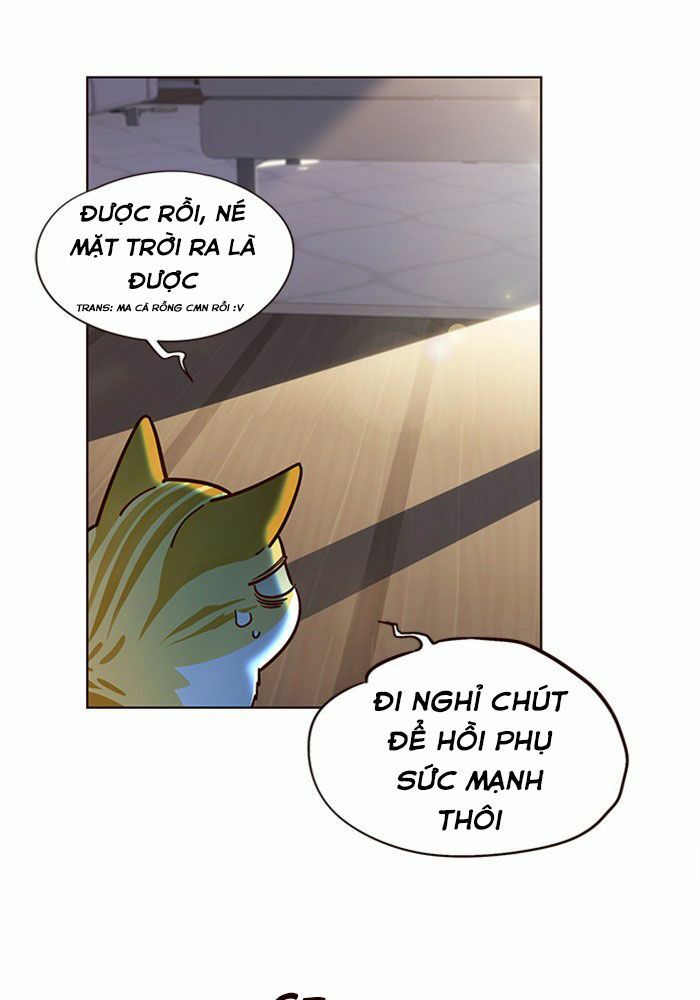 ĐƯỢC RỒI, NÉ
MẶT TRỜI RA LÀ
ĐƯỢC
TRANS: MA CÀ RỒNG CMN RỒI :V
ĐI NGHỈ CHÚT
ĐỂ HỒI PHỤ
SỨC MẠNH
THÔI